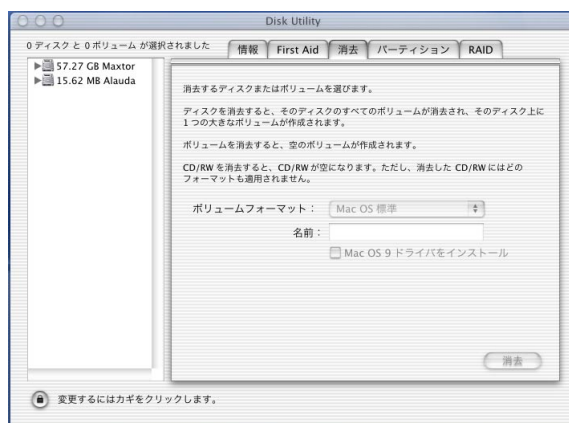 Disk Utility
0 ディスク と 0 ボリューム が選択されました
情報
First Aid
消去
パーティション
RAID
57.27 GB Maxtor
15.62 MB Alauda
消去するディスクまたはボリュームを選びます。
ディスクを消去すると、そのディスクのすべてのボリュームが消去され、そのディスク上に
1 つの大きなボリュームが作成されます。
ボリュームを消去すると、空のボリュームが作成されます。
CD/RW を消去すると、CD/RW が空になります。ただし、消去した CD/RW にはどの
フォーマットも適用されません。
ボリュームフォーマット： Mac OS 標準
名前：
Mac OS 9 ドライバをインストール
消去
変更するにはカギをクリックします。